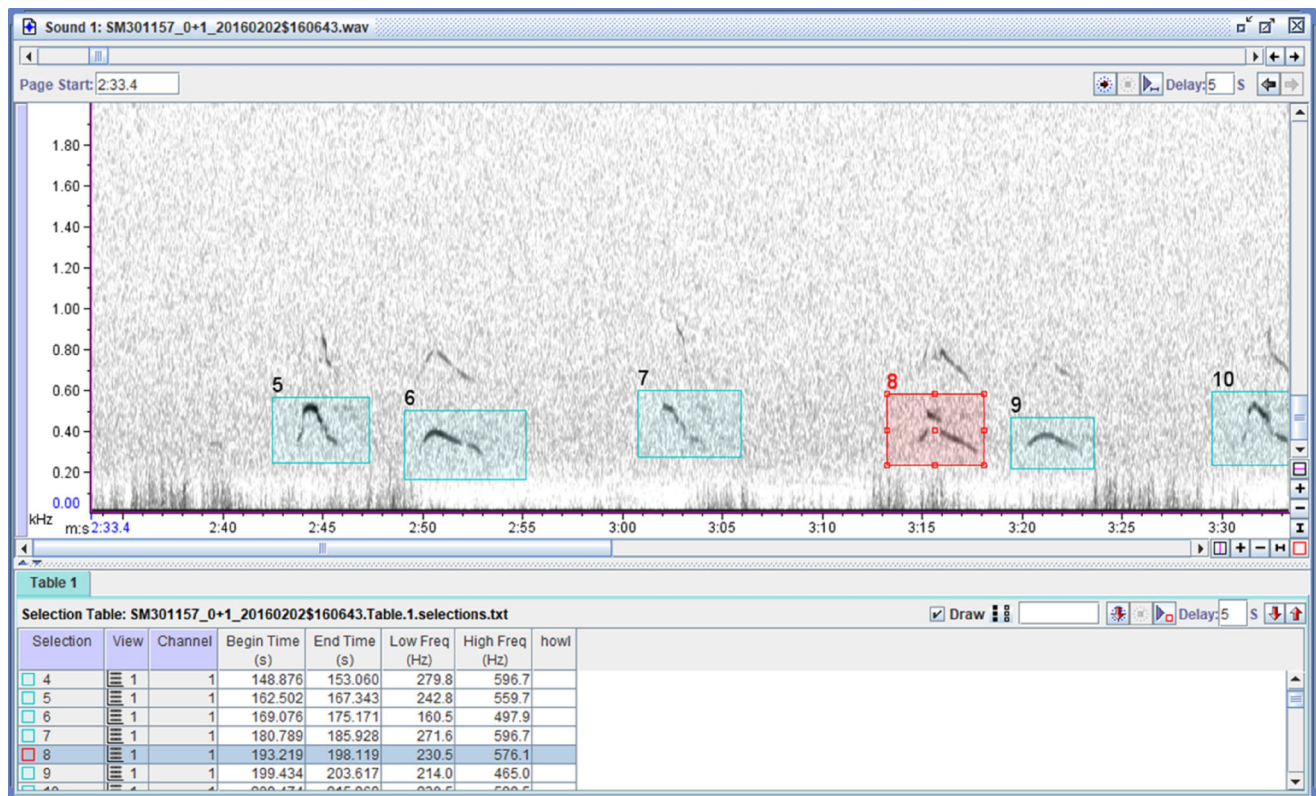 Sound 1: SM301157_0+1_20160202$160643.wav
Page Start: 2:33.4
Delay: 5 S
1.80
1.60
1.40
1.20
1.00
0.80
0.60
0.40
0.20
0.00
kHz
5
6
7
8
9
10
m:s 2:33.4 2:40 2:45 2:50 2:55 3:00 3:05 3:10 3:15 3:20 3:25 3:30
Table 1
Selection Table: SM301157_0+1_20160202$160643.Table.1.selections.txt
Draw
Delay: 5 S
Selection View Channel Begin Time (s) End Time (s) Low Freq (Hz) High Freq (Hz) howl
4 1 1 148.876 153.060 279.8 596.7
5 1 1 162.502 167.343 242.8 559.7
6 1 1 169.076 175.171 160.5 497.9
7 1 1 180.789 185.928 271.6 596.7
8 1 1 193.219 198.119 230.5 576.1
9 1 1 199.434 203.617 214.0 465.0